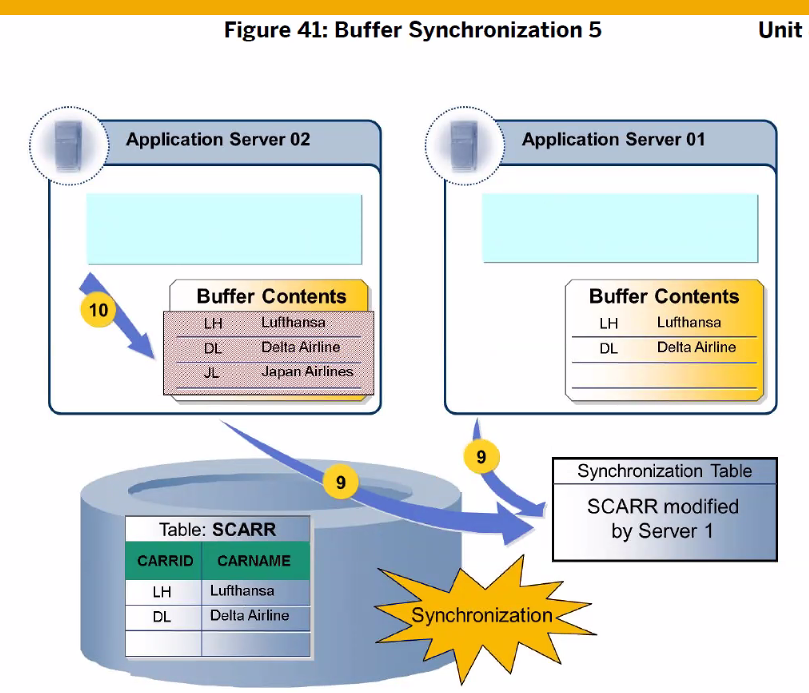 Figure 41: Buffer Synchronization 5
Unit
Application Server 02
Application Server 01
10
Buffer Contents
LH Lufthansa
DL Delta Airline
JL Japan Airlines
Buffer Contents
LH Lufthansa
DL Delta Airline
9
9
Synchronization Table
SCARR modified
by Server 1
Table: SCARR
CARRID CARNAME
LH Lufthansa
DL Delta Airline
Synchronization